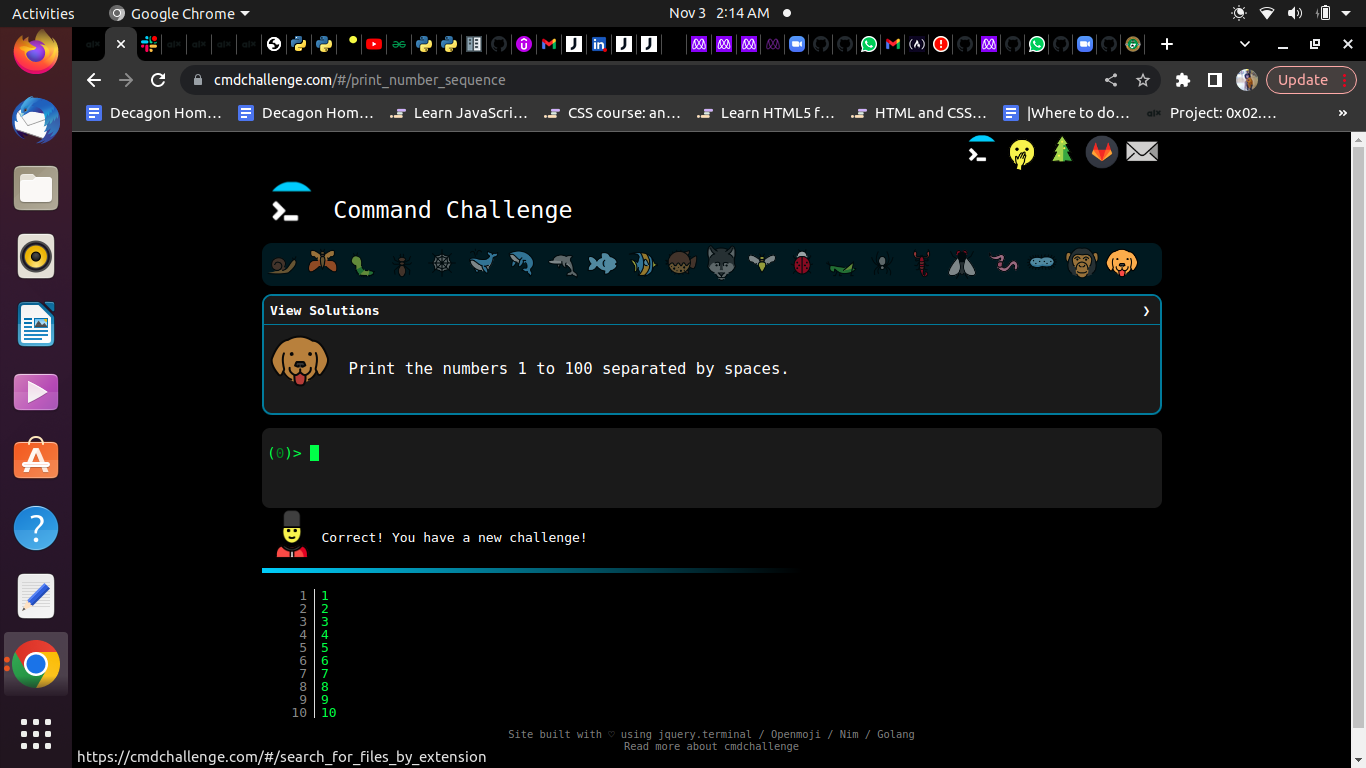 Activities
Google Chrome
Nov 3 2:14 AM
cmdchallenge.com/#/print_number_sequence
Update
Decagon Hom…
Decagon Hom…
Learn JavaScri…
CSS course: an…
Learn HTML5 f…
HTML and CSS…
|Where to do…
Project: 0x02.…
»
Command Challenge
View Solutions
Print the numbers 1 to 100 separated by spaces.
(0)>
Correct! You have a new challenge!
1 1
2 2
3 3
4 4
5 5
6 6
7 7
8 8
9 9
10 10
Site built with ♡ using jquery.terminal / Openmoji / Nim / Golang
Read more about cmdchallenge
https://cmdchallenge.com/#/search_for_files_by_extension